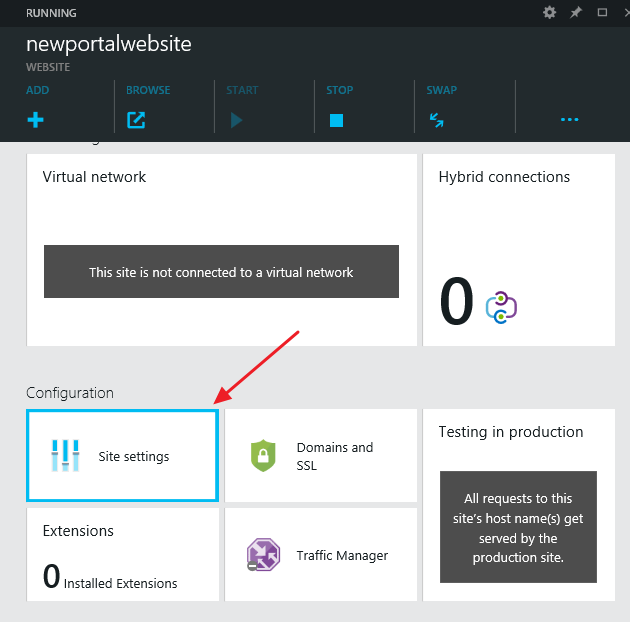 RUNNING
newportalwebsite
WEBSITE
ADD
BROWSE
START
STOP
SWAP
Virtual network
This site is not connected to a virtual network
Hybrid connections
0
Configuration
Site settings
Domains and
SSL
Testing in production
All requests to this
site's host name(s) get
served by the
production site.
Extensions
0 Installed Extensions
Traffic Manager